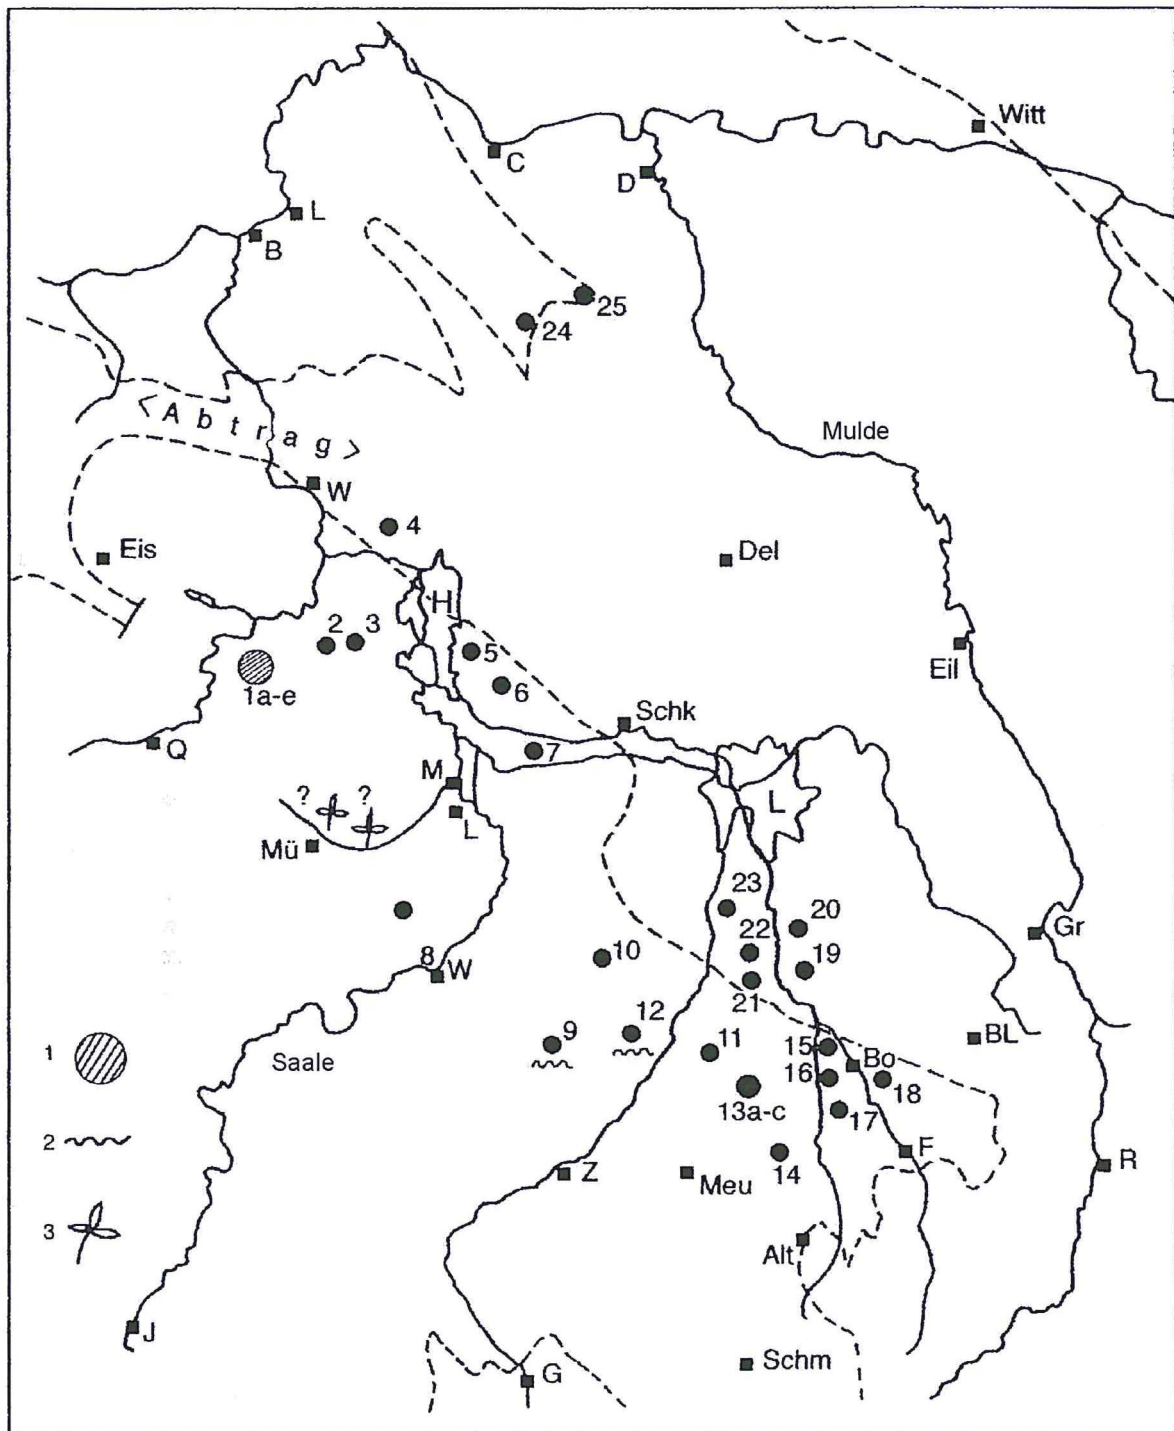 Witt
C
D
L
B
25
24
<Abtrag>
Mulde
W
4
Eis
Del
H
2
3
5
Eil
1a-e
6
Schk
Q
7
M
L
L
? ?
Mü
23
20
Gr
22
10
19
8
W
21
9
12
11
15
Bo
BL
1
Saale
16
18
13a-c
17
2
14
F
R
Z
Meu
3
Alt
J
Schm
G